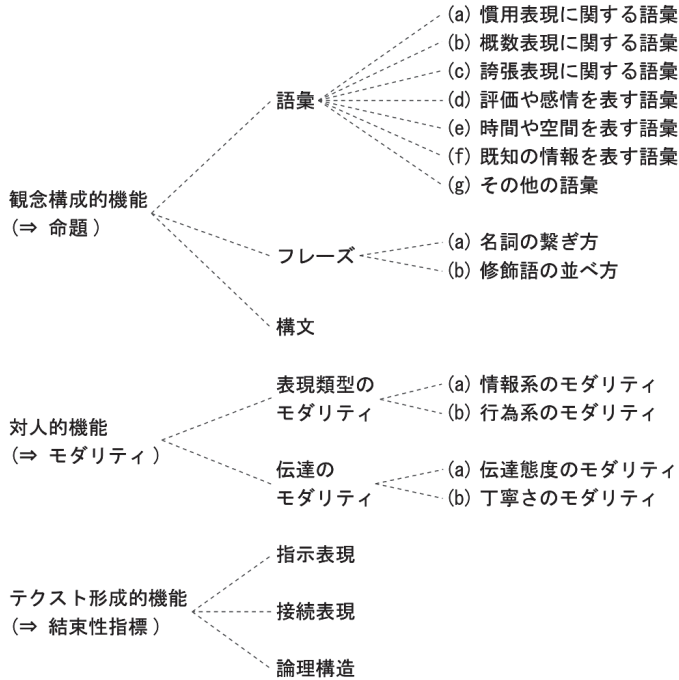 観念構成的機能
(⇒ 命題)
語彙
(a) 慣用表現に関する語彙
(b) 概数表現に関する語彙
(c) 誇張表現に関する語彙
(d) 評価や感情を表す語彙
(e) 時間や空間を表す語彙
(f) 既知の情報を表す語彙
(g) その他の語彙
フレーズ
(a) 名詞の繋ぎ方
(b) 修飾語の並べ方
構文
対人的機能
(⇒ モダリティ)
表現類型の
モダリティ
(a) 情報系のモダリティ
(b) 行為系のモダリティ
伝達の
モダリティ
(a) 伝達態度のモダリティ
(b) 丁寧さのモダリティ
テクスト形成的機能
(⇒ 結束性指標)
指示表現
接続表現
論理構造